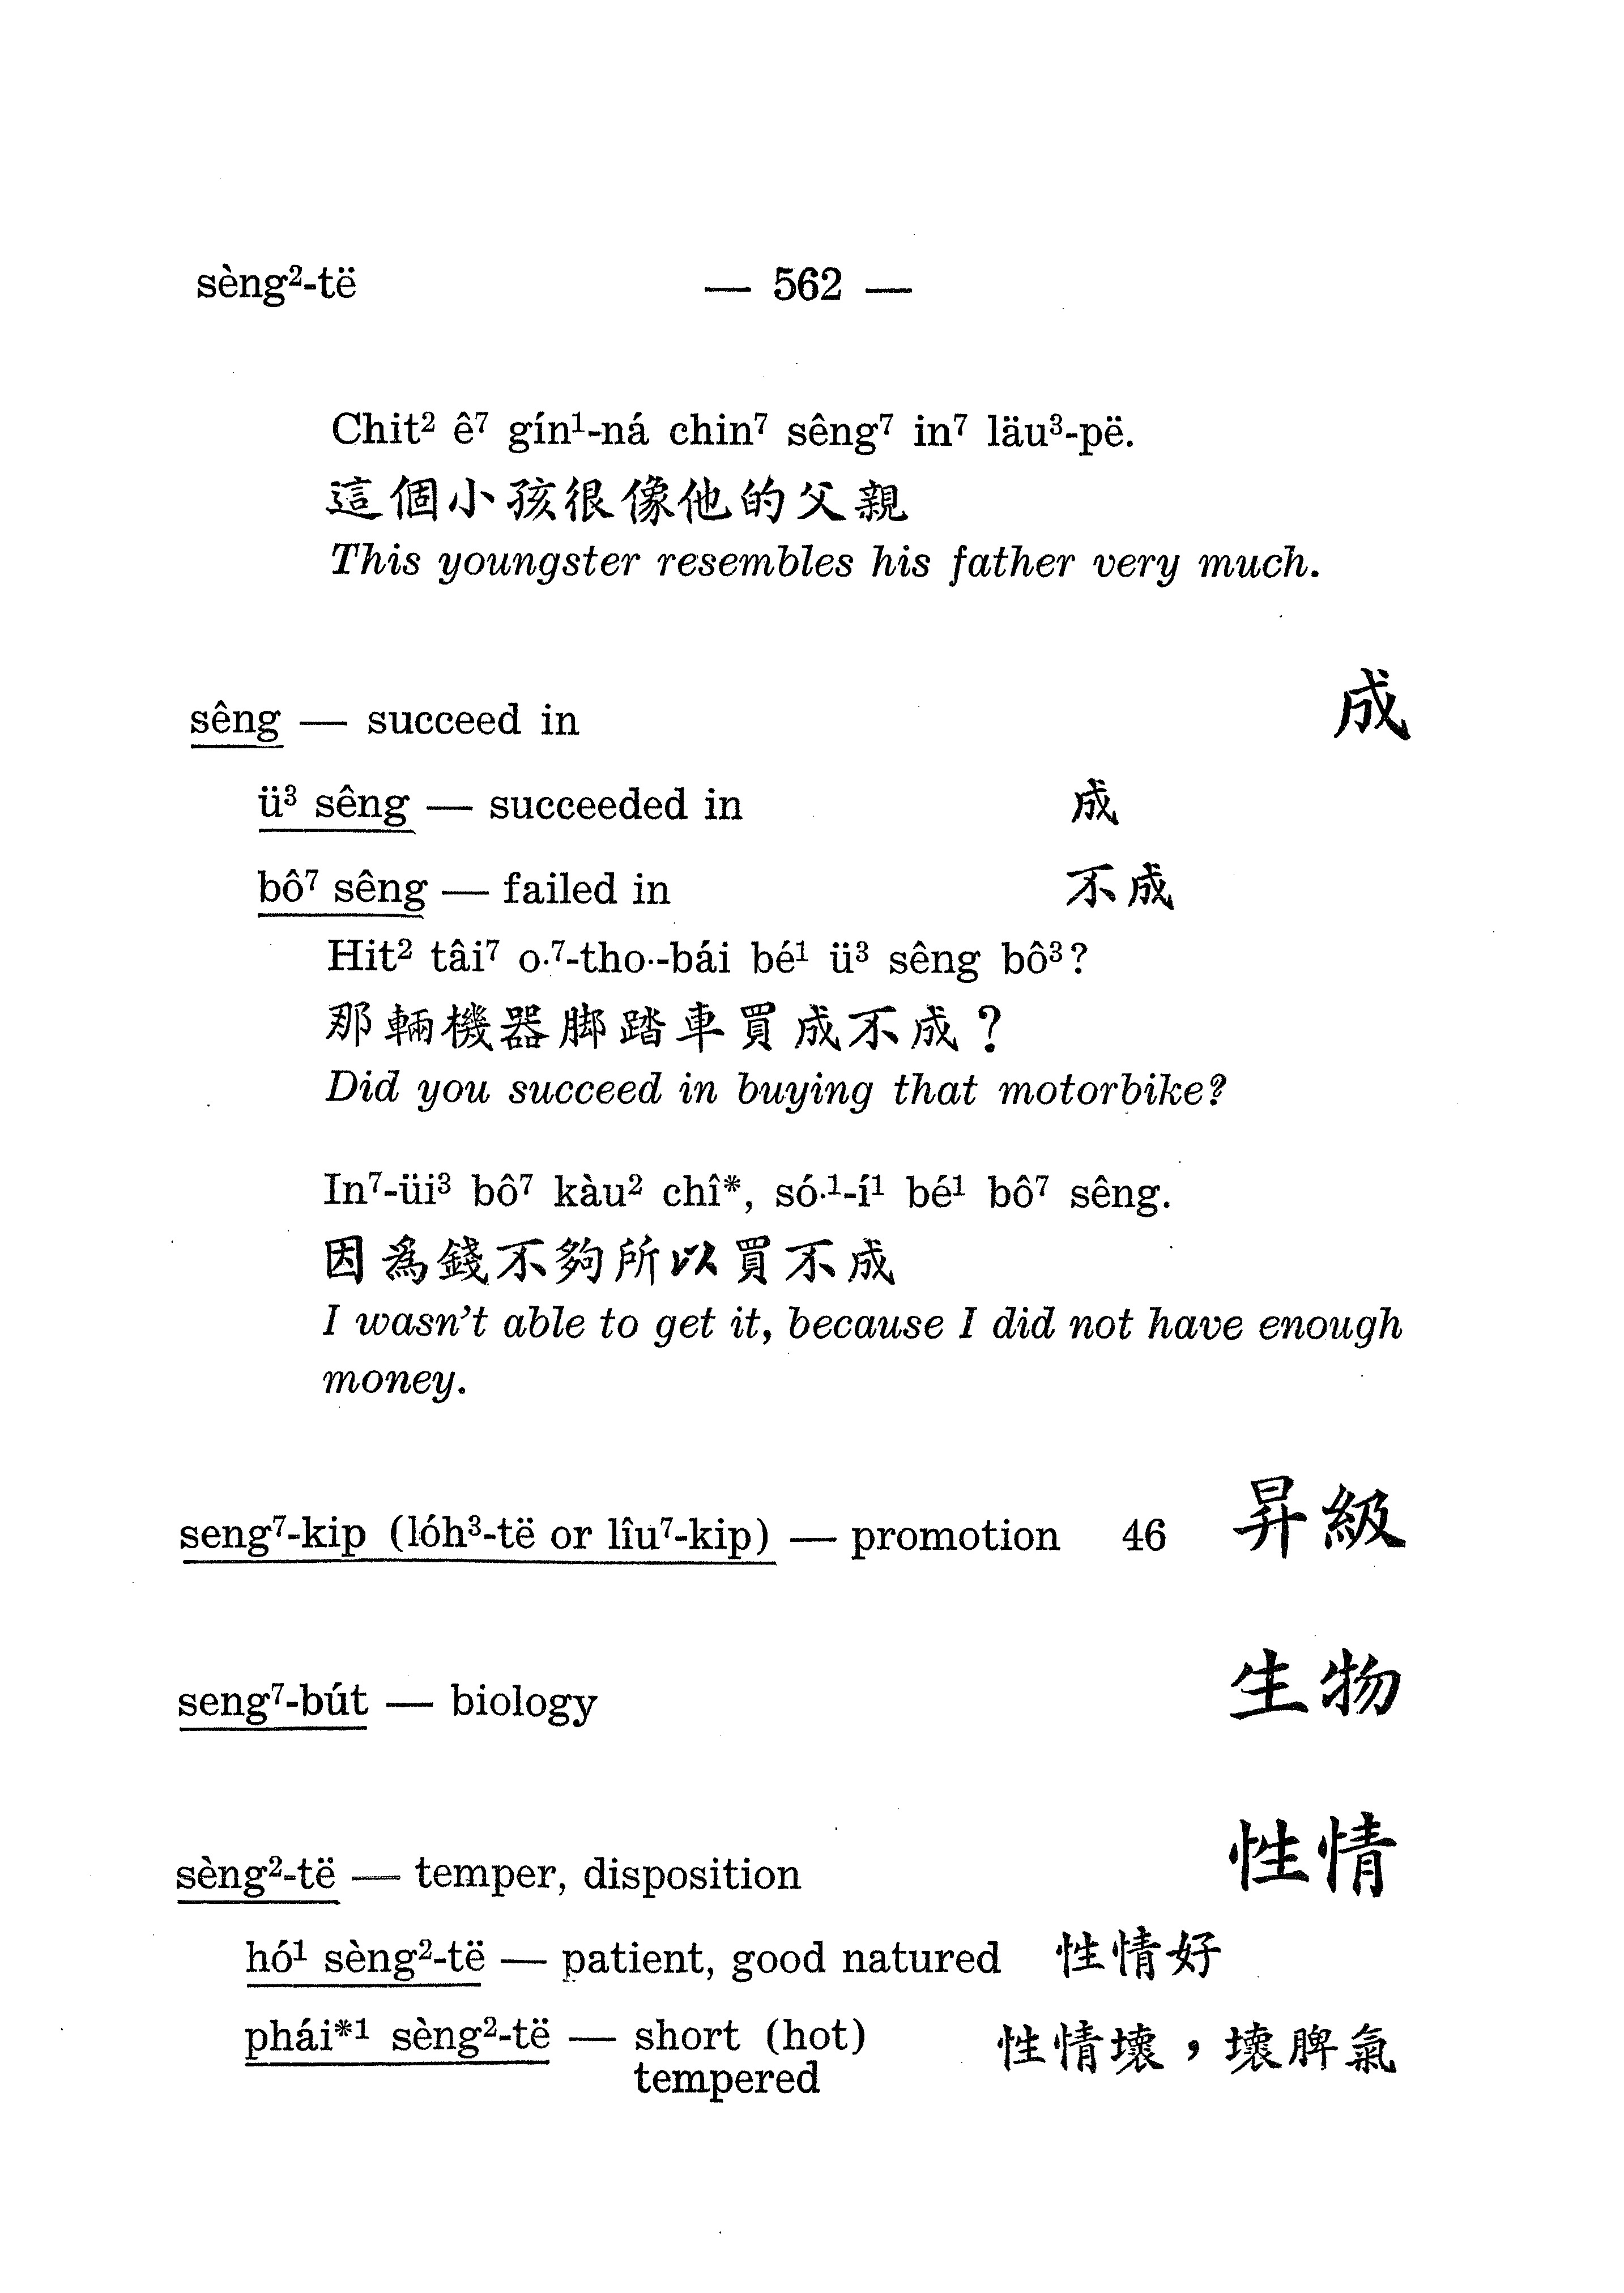 sèng²-të — 562 —
Chit² ê⁷ gín¹-ná chin⁷ sêng⁷ in⁷ läu³-pë.
這個小孩很像他的父親
This youngster resembles his father very much.
sêng — succeed in 成
ü³ sêng — succeeded in 成
bô⁷ sêng — failed in 不成
Hit² tâi⁷ o·⁷-tho·-bái bé¹ ü³ sêng bô³?
那輛機器脚踏車買成不成?
Did you succeed in buying that motorbike?
In⁷-üi³ bô⁷ kàu² chî*, só·¹-í¹ bé¹ bô⁷ sêng.
因為錢不夠所以買不成
I wasn't able to get it, because I did not have enough
money.
seng⁷-kip (lóh³-të or lîu⁷-kip) — promotion 46 昇級
seng⁷-bút — biology 生物
sèng²-të — temper, disposition 性情
hó¹ sèng²-të — patient, good natured 性情好
phái*¹ sèng²-të — short (hot) 性情壞，壞脾氣
tempered